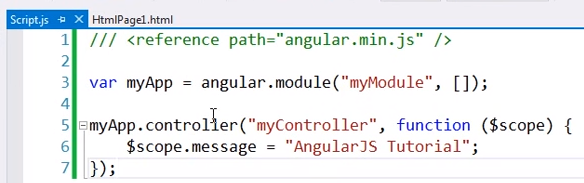 Script.js HtmlPage1.html
1 /// <reference path="angular.min.js" />
2
3 var myApp = angular.module("myModule", []);
4
5 myApp.controller("myController", function ($scope) {
6 $scope.message = "AngularJS Tutorial";
7 });